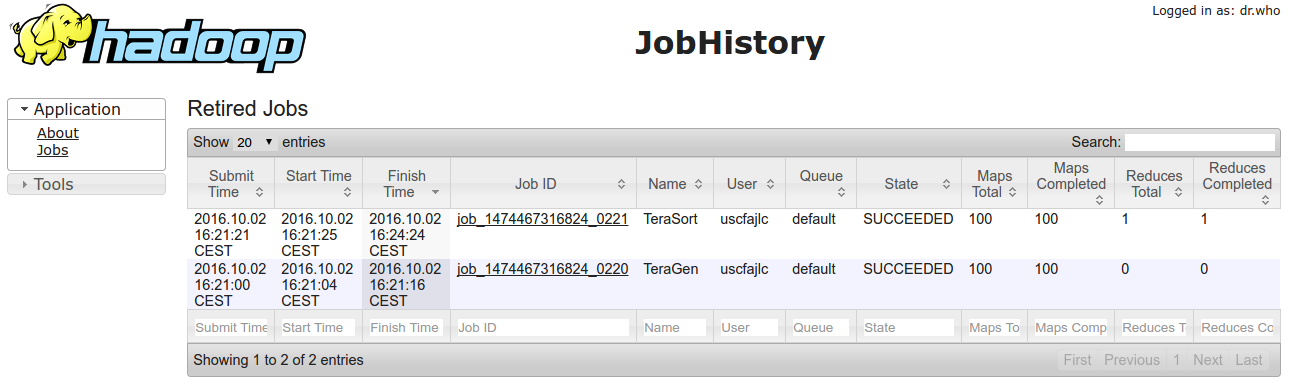 Logged in as: dr.who
hadoop
JobHistory
Application
About
Jobs
Tools
Retired Jobs
Show 20 entries
Search:
Submit Time
Start Time
Finish Time
Job ID
Name
User
Queue
State
Maps Total
Maps Completed
Reduces Total
Reduces Completed
2016.10.02 16:21:21 CEST
2016.10.02 16:21:25 CEST
2016.10.02 16:24:24 CEST
job_1474467316824_0221
TeraSort
uscfajlc
default
SUCCEEDED
100
100
1
1
2016.10.02 16:21:00 CEST
2016.10.02 16:21:04 CEST
2016.10.02 16:21:16 CEST
job_1474467316824_0220
TeraGen
uscfajlc
default
SUCCEEDED
100
100
0
0
Submit Time
Start Time
Finish Time
Job ID
Name
User
Queue
State
Maps To
Maps Comp
Reduces T
Reduces Co
Showing 1 to 2 of 2 entries
First Previous 1 Next Last